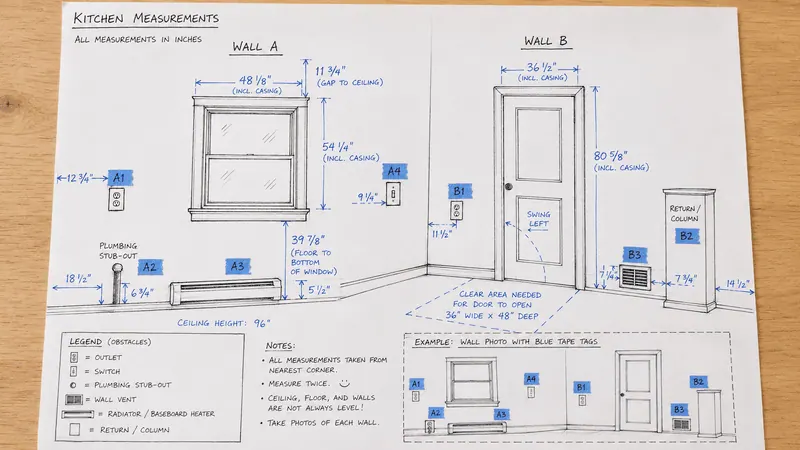 KITCHEN MEASUREMENTS
ALL MEASUREMENTS IN INCHES
WALL A
48 1/8"
(INCL. CASING)
11 3/4"
(GAP TO CEILING)
54 1/4"
(INCL. CASING)
A1
12 3/4"
A4
9 1/4"
PLUMBING
STUB-OUT
A2
A3
18 1/2"
6 3/4"
39 7/8"
(FLOOR TO
BOTTOM
OF WINDOW)
5 1/2"
CEILING HEIGHT: 96"
WALL B
36 1/2"
(INCL. CASING)
80 5/8"
(INCL. CASING)
B1
11 1/2"
SWING
LEFT
RETURN/
COLUMN
B2
B3
7 1/4"
7 3/4"
14 1/2"
CLEAR AREA NEEDED
FOR DOOR TO OPEN
36" WIDE x 48" DEEP
LEGEND (OBSTACLES)
= OUTLET
= SWITCH
= PLUMBING STUB-OUT
= WALL VENT
= RADIATOR / BASEBOARD HEATER
= RETURN / COLUMN
NOTES:
• ALL MEASUREMENTS TAKEN FROM
NEAREST CORNER.
• MEASURE TWICE.
• CEILING, FLOOR, AND WALLS
ARE NOT ALWAYS LEVEL!
• TAKE PHOTOS OF EACH WALL.
EXAMPLE: WALL PHOTO WITH BLUE TAPE TAGS
A1
A4
A2
A3
B1
B2
B3